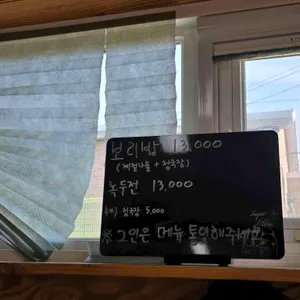 보리밥 13,000
(제철나물 + 청국장)
녹두전 13,000
추가) 청국장 5,000
※ 2인은 메뉴 통일해주세요.